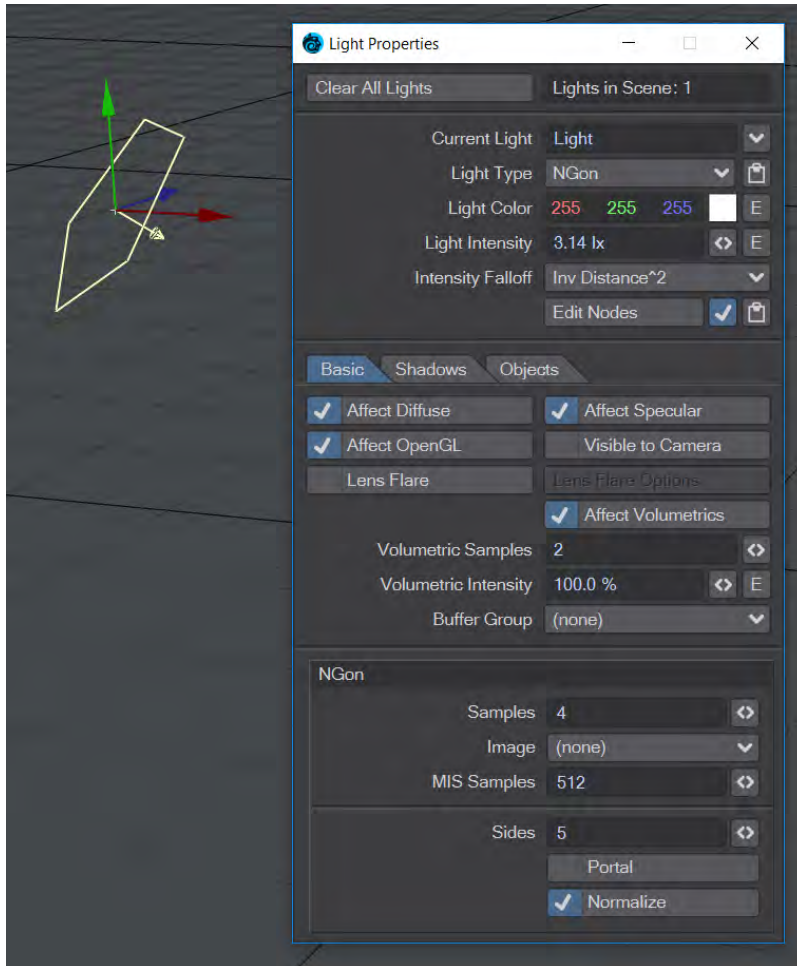 Light Properties
Clear All Lights Lights in Scene: 1
Current Light Light
Light Type NGon
Light Color 255 255 255 E
Light Intensity 3.14 lx E
Intensity Falloff Inv Distance^2
Edit Nodes
Basic Shadows Objects
Affect Diffuse Affect Specular
Affect OpenGL Visible to Camera
Lens Flare Lens Flare Options
Affect Volumetrics
Volumetric Samples 2
Volumetric Intensity 100.0 % E
Buffer Group (none)
NGon
Samples 4
Image (none)
MIS Samples 512
Sides 5
Portal
Normalize